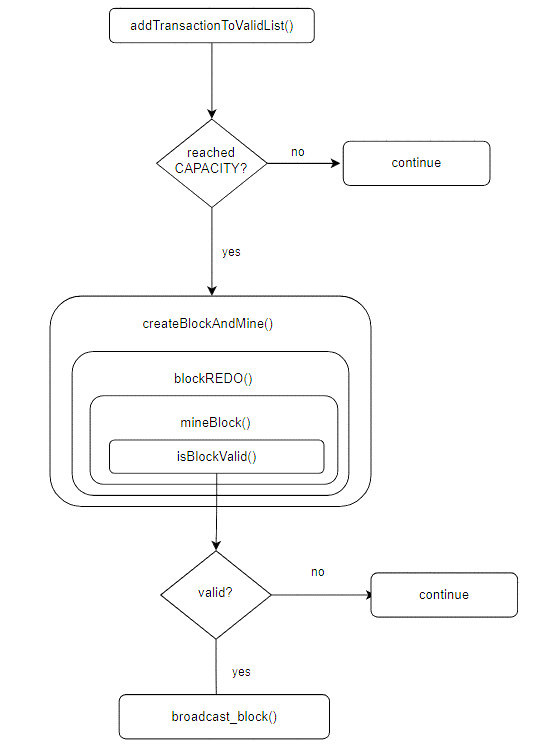 addTransactionToValidList()
reached
CAPACITY?
no
continue
yes
createBlockAndMine()
blockREDO()
mineBlock()
isBlockValid()
valid?
no
continue
yes
broadcast_block()